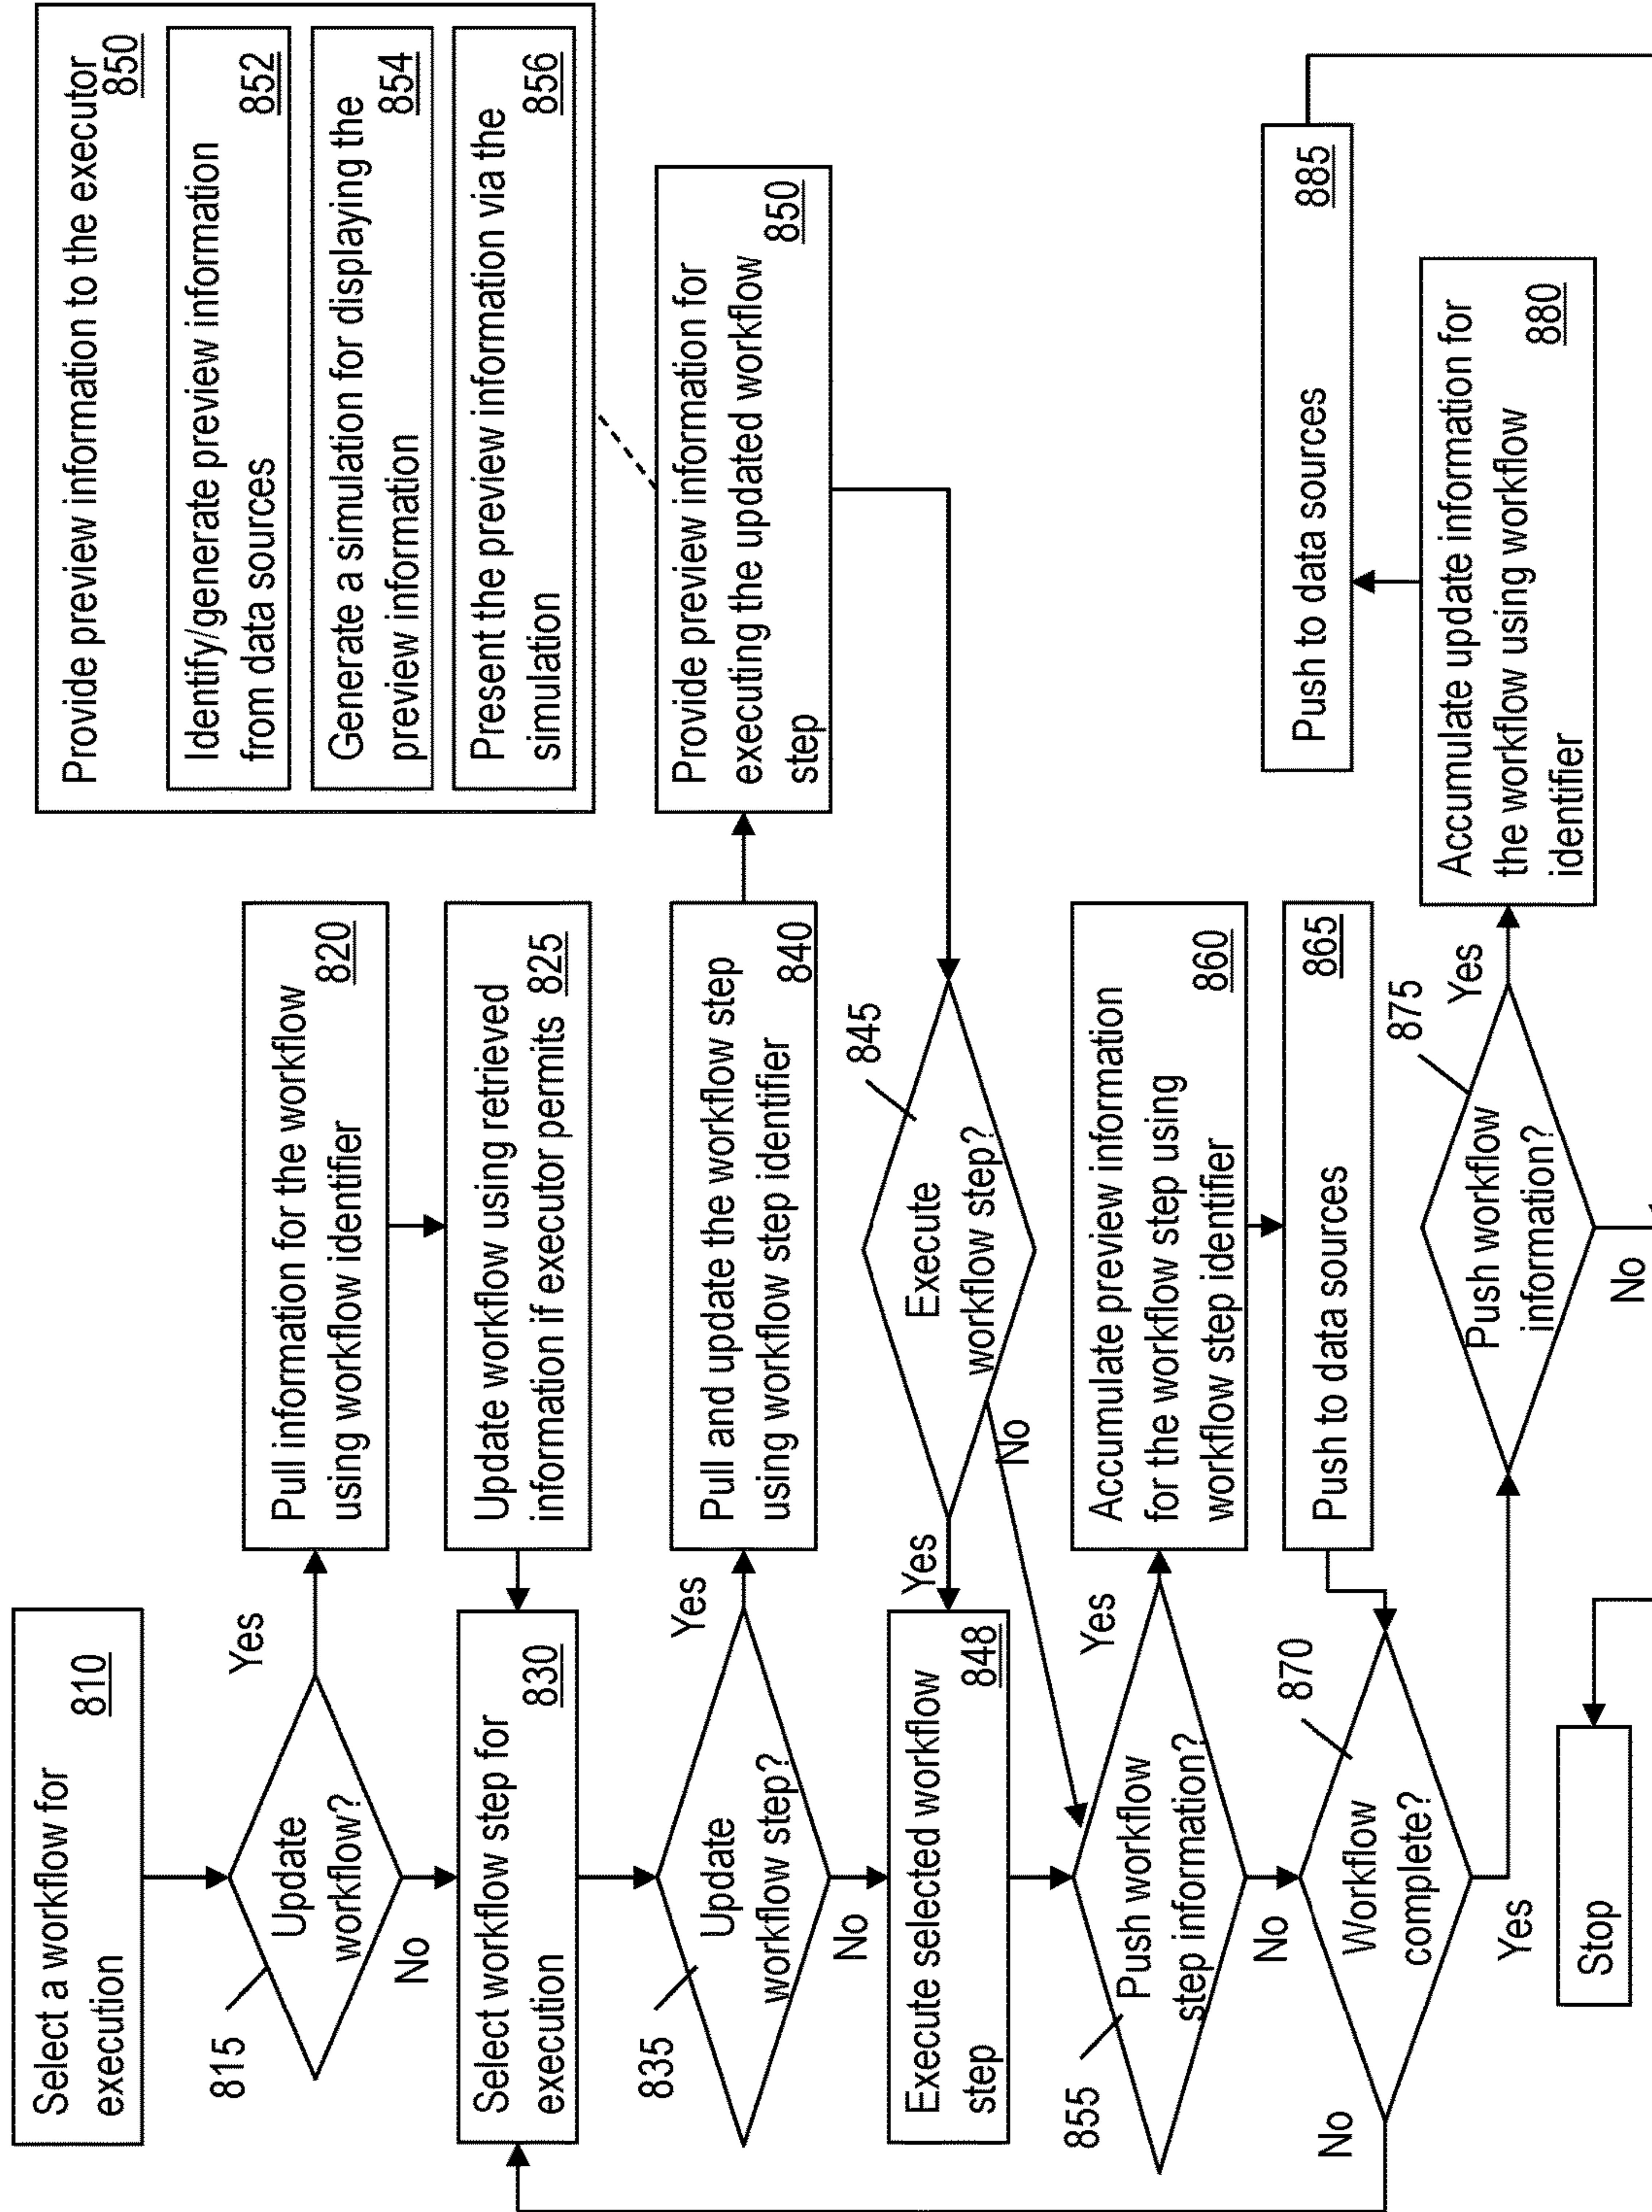 Select a workflow for
execution
810
815
Update
workflow?
Yes
No
Pull information for the workflow
using workflow identifier
820
Update workflow using retrieved
information if executor permits 825
Select workflow step for
execution
830
835
Update
workflow step?
Yes
No
Pull and update the workflow step
using workflow step identifier
840
Provide preview information for
executing the updated workflow
step
850
Provide preview information to the executor
850
Identify/generate preview information
from data sources
852
Generate a simulation for displaying the
preview information
854
Present the preview information via the
simulation
856
845
Execute
workflow step?
Yes
No
Execute selected workflow
step
848
855
Push workflow
step information?
Yes
No
Accumulate preview information
for the workflow step using
workflow step identifier
860
Push to data sources
865
870
Workflow
complete?
No
Yes
875
Push workflow
information?
Yes
No
Accumulate update information for
the workflow using workflow
identifier
880
Push to data sources
885
Stop